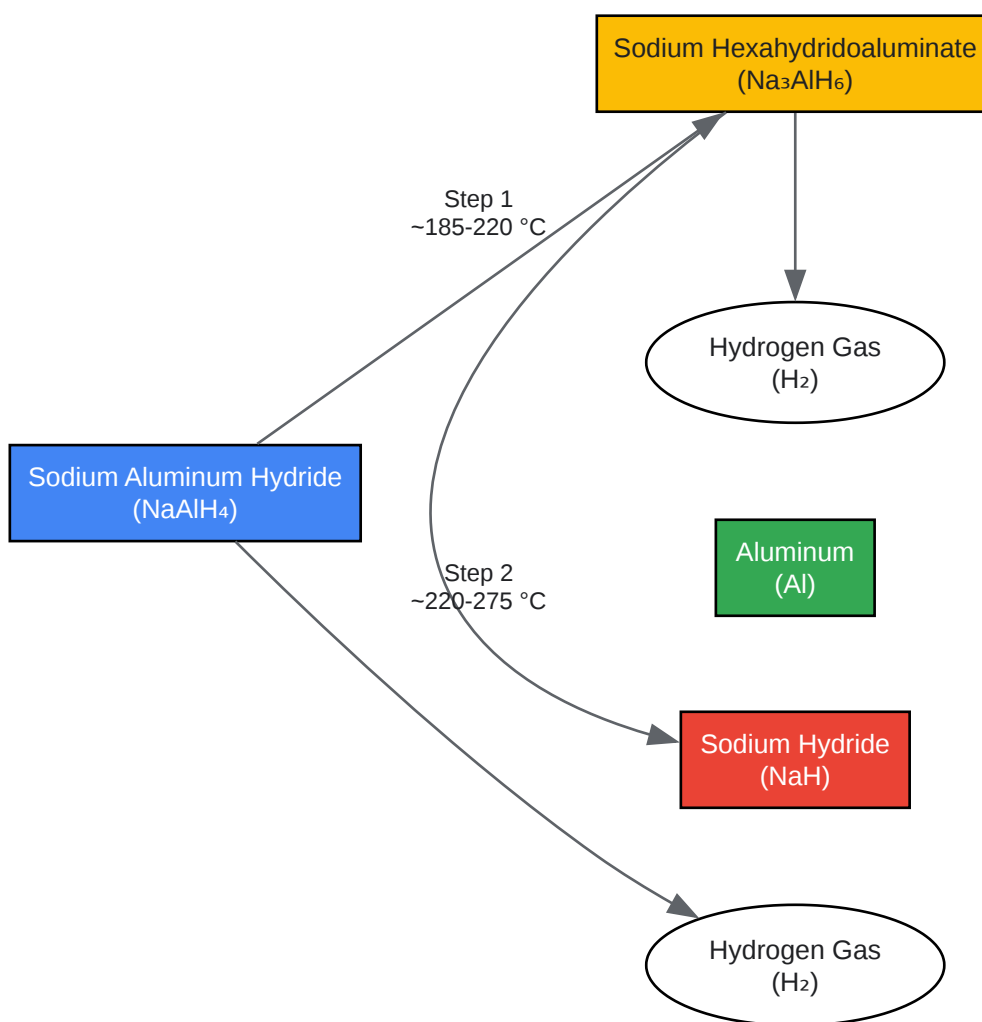 Sodium Hexahydridoaluminate
(Na₃AlH₆)
Step 1
~185-220 °C
Hydrogen Gas
(H₂)
Sodium Aluminum Hydride
(NaAlH₄)
Aluminum
(Al)
Step 2
~220-275 °C
Sodium Hydride
(NaH)
Hydrogen Gas
(H₂)